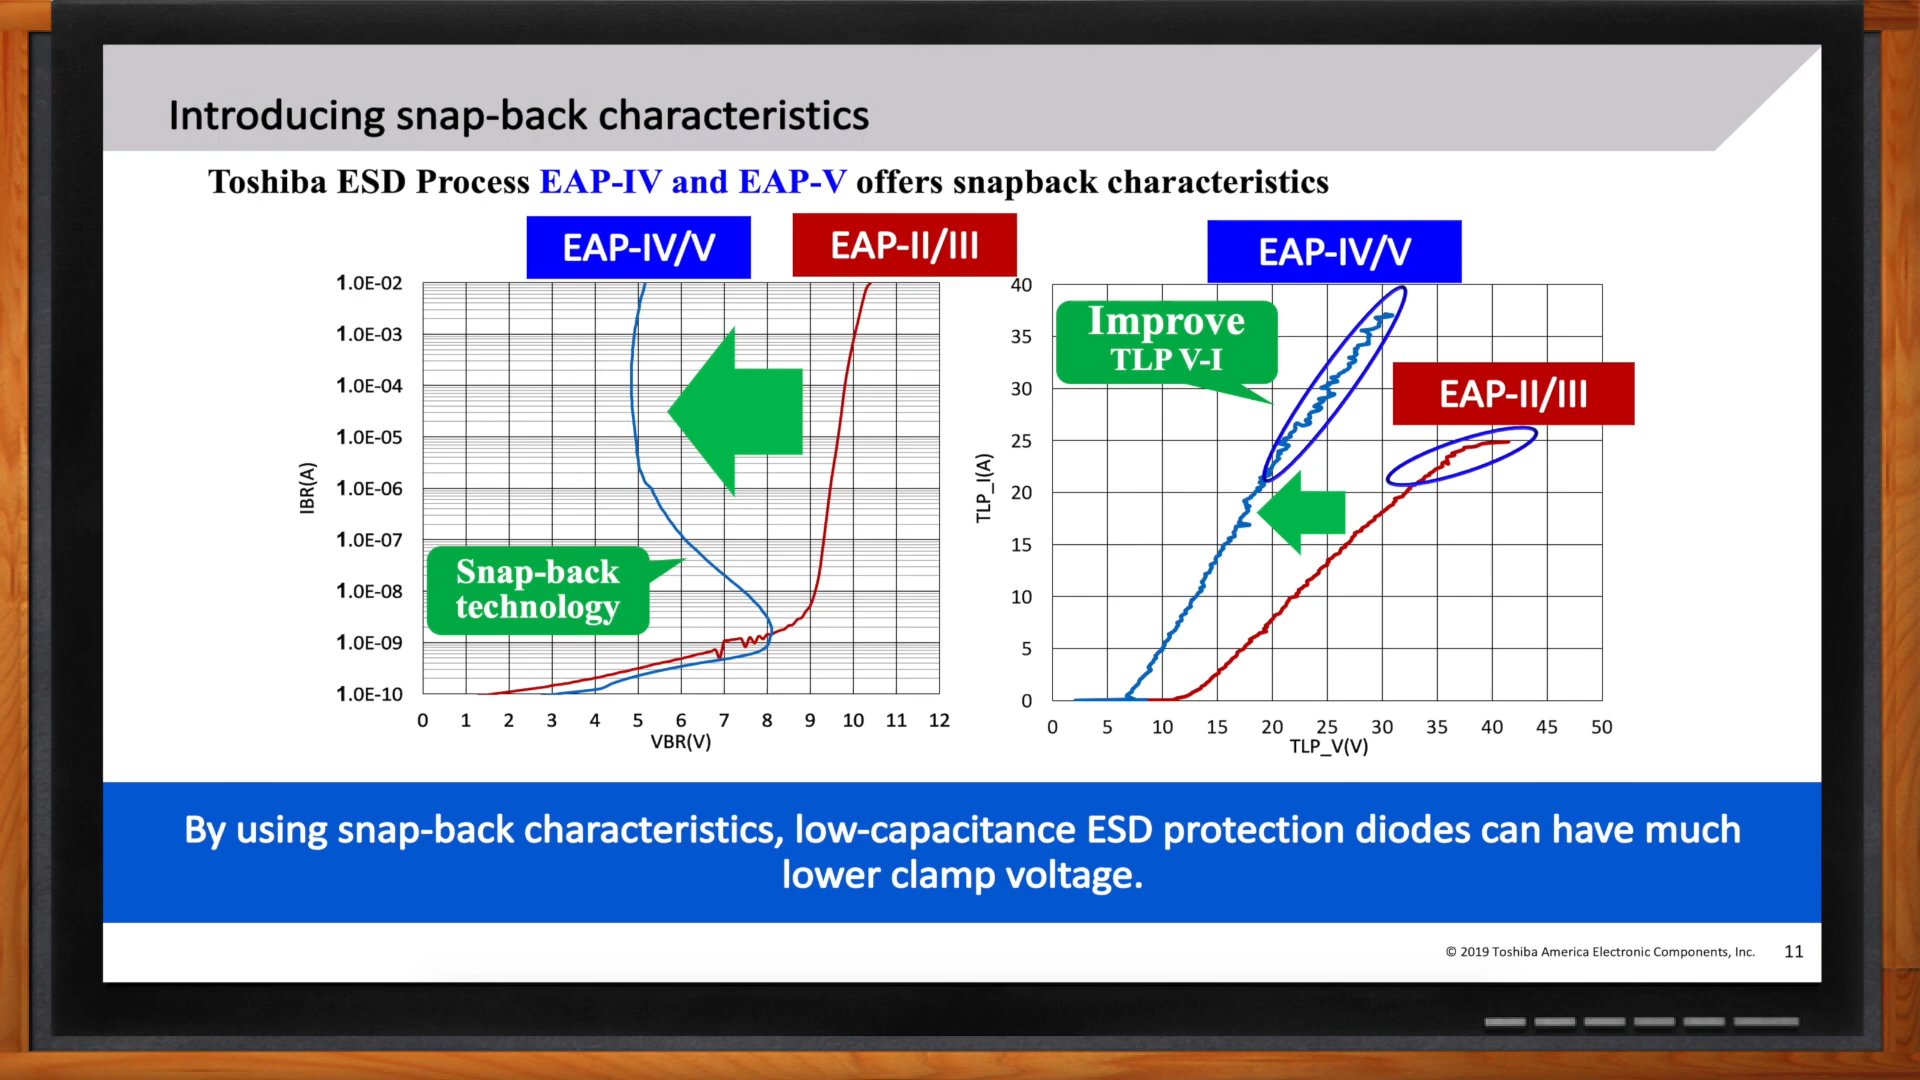 Introducing snap-back characteristics
Toshiba ESD Process EAP-IV and EAP-V offers snapback characteristics
EAP-IV/V
EAP-II/III
1.0E-02
1.0E-03
1.0E-04
1.0E-05
1.0E-06
1.0E-07
1.0E-08
1.0E-09
1.0E-10
IBR(A)
Snap-back
technology
0 1 2 3 4 5 6 7 8 9 10 11 12
VBR(V)
EAP-IV/V
Improve
TLP V-I
EAP-II/III
40
35
30
25
20
15
10
5
0
TLP_I(A)
0 5 10 15 20 25 30 35 40 45 50
TLP_V(V)
By using snap-back characteristics, low-capacitance ESD protection diodes can have much
lower clamp voltage.
© 2019 Toshiba America Electronic Components, Inc. 11